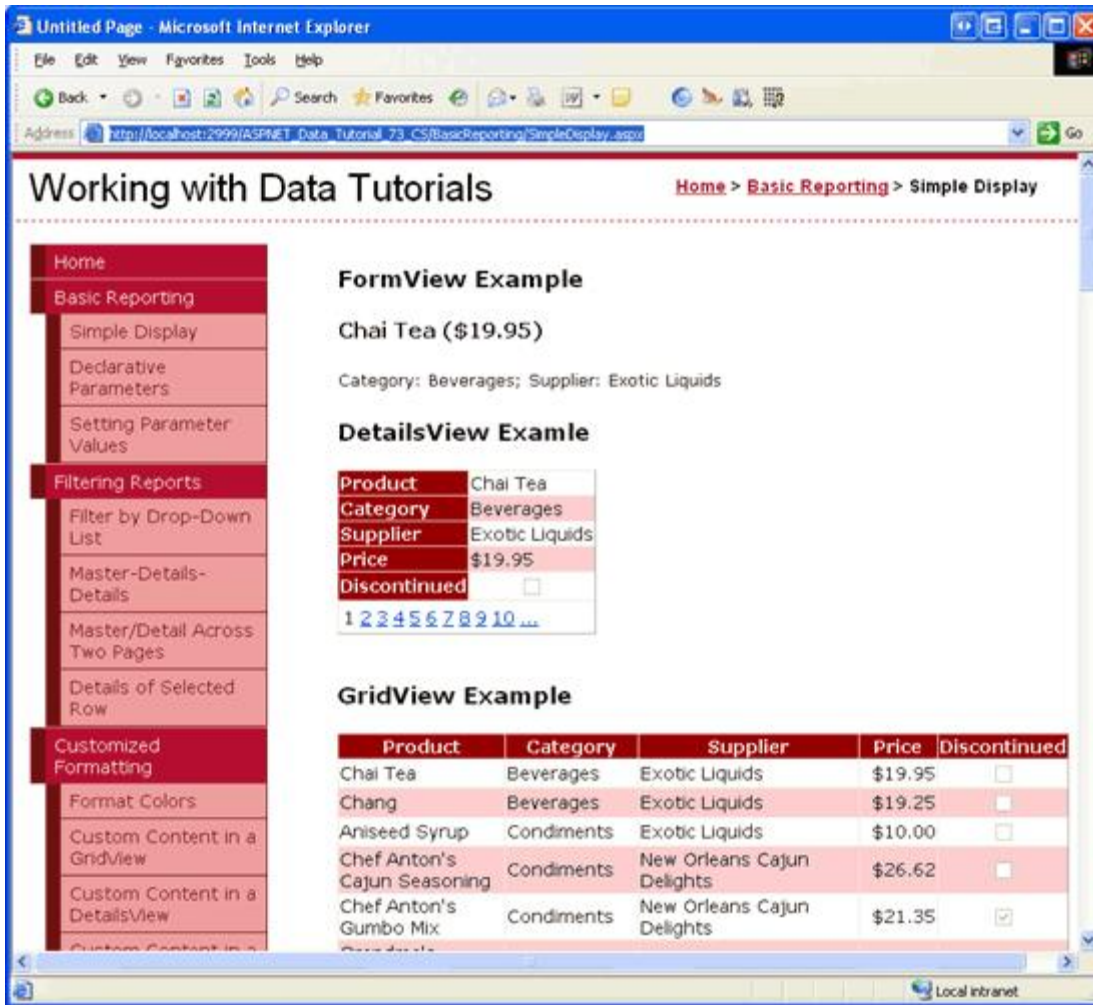 Untitled Page - Microsoft Internet Explorer
File Edit View Favorites Tools Help
Back Search Favorites
Address http://localhost:2999/ASPNET_Data_Tutorial_73_CS/BasicReporting/SimpleDisplay.aspx Go
Working with Data Tutorials
Home > Basic Reporting > Simple Display
Home
Basic Reporting
Simple Display
Declarative
Parameters
Setting Parameter
Values
Filtering Reports
Filter by Drop-Down
List
Master-Details-
Details
Master/Detail Across
Two Pages
Details of Selected
Row
Customized
Formatting
Format Colors
Custom Content in a
GridView
Custom Content in a
DetailsView
Custom Content in a
FormView Example
Chai Tea ($19.95)
Category: Beverages; Supplier: Exotic Liquids
DetailsView Examle
Product Chai Tea
Category Beverages
Supplier Exotic Liquids
Price $19.95
Discontinued
1 2 3 4 5 6 7 8 9 10 ...
GridView Example
Product Category Supplier Price Discontinued
Chai Tea Beverages Exotic Liquids $19.95
Chang Beverages Exotic Liquids $19.25
Aniseed Syrup Condiments Exotic Liquids $10.00
Chef Anton's
Cajun Seasoning Condiments New Orleans Cajun
Delights $26.62
Chef Anton's
Gumbo Mix Condiments New Orleans Cajun
Delights $21.35
Local intranet